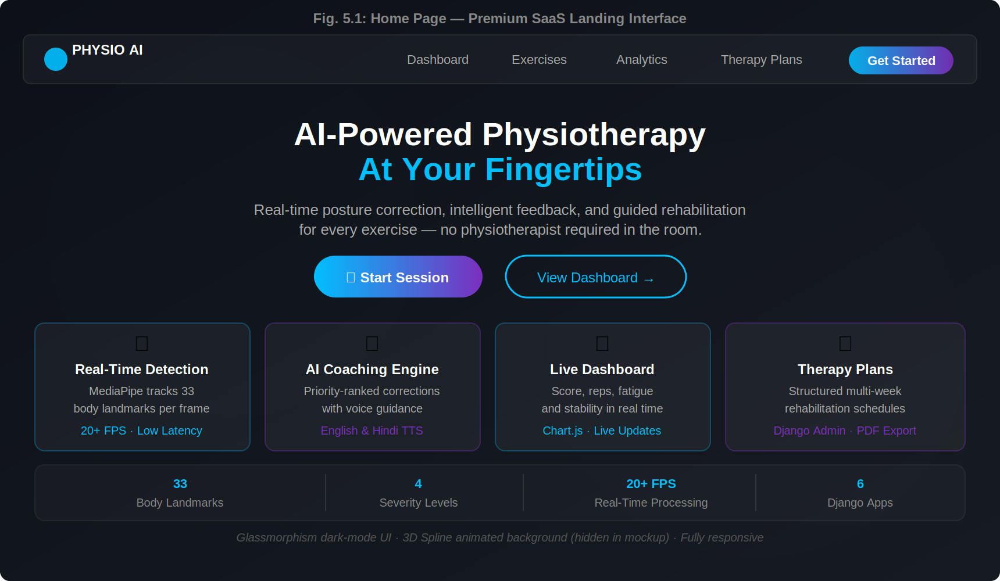 Fig. 5.1: Home Page — Premium SaaS Landing Interface
PHYSIO AI
Dashboard
Exercises
Analytics
Therapy Plans
Get Started
AI-Powered Physiotherapy
At Your Fingertips
Real-time posture correction, intelligent feedback, and guided rehabilitation
for every exercise — no physiotherapist required in the room.
Start Session
View Dashboard →
Real-Time Detection
MediaPipe tracks 33
body landmarks per frame
20+ FPS · Low Latency
AI Coaching Engine
Priority-ranked corrections
with voice guidance
English & Hindi TTS
Live Dashboard
Score, reps, fatigue
and stability in real time
Chart.js · Live Updates
Therapy Plans
Structured multi-week
rehabilitation schedules
Django Admin · PDF Export
33
Body Landmarks
4
Severity Levels
20+ FPS
Real-Time Processing
6
Django Apps
Glassmorphism dark-mode UI · 3D Spline animated background (hidden in mockup) · Fully responsive